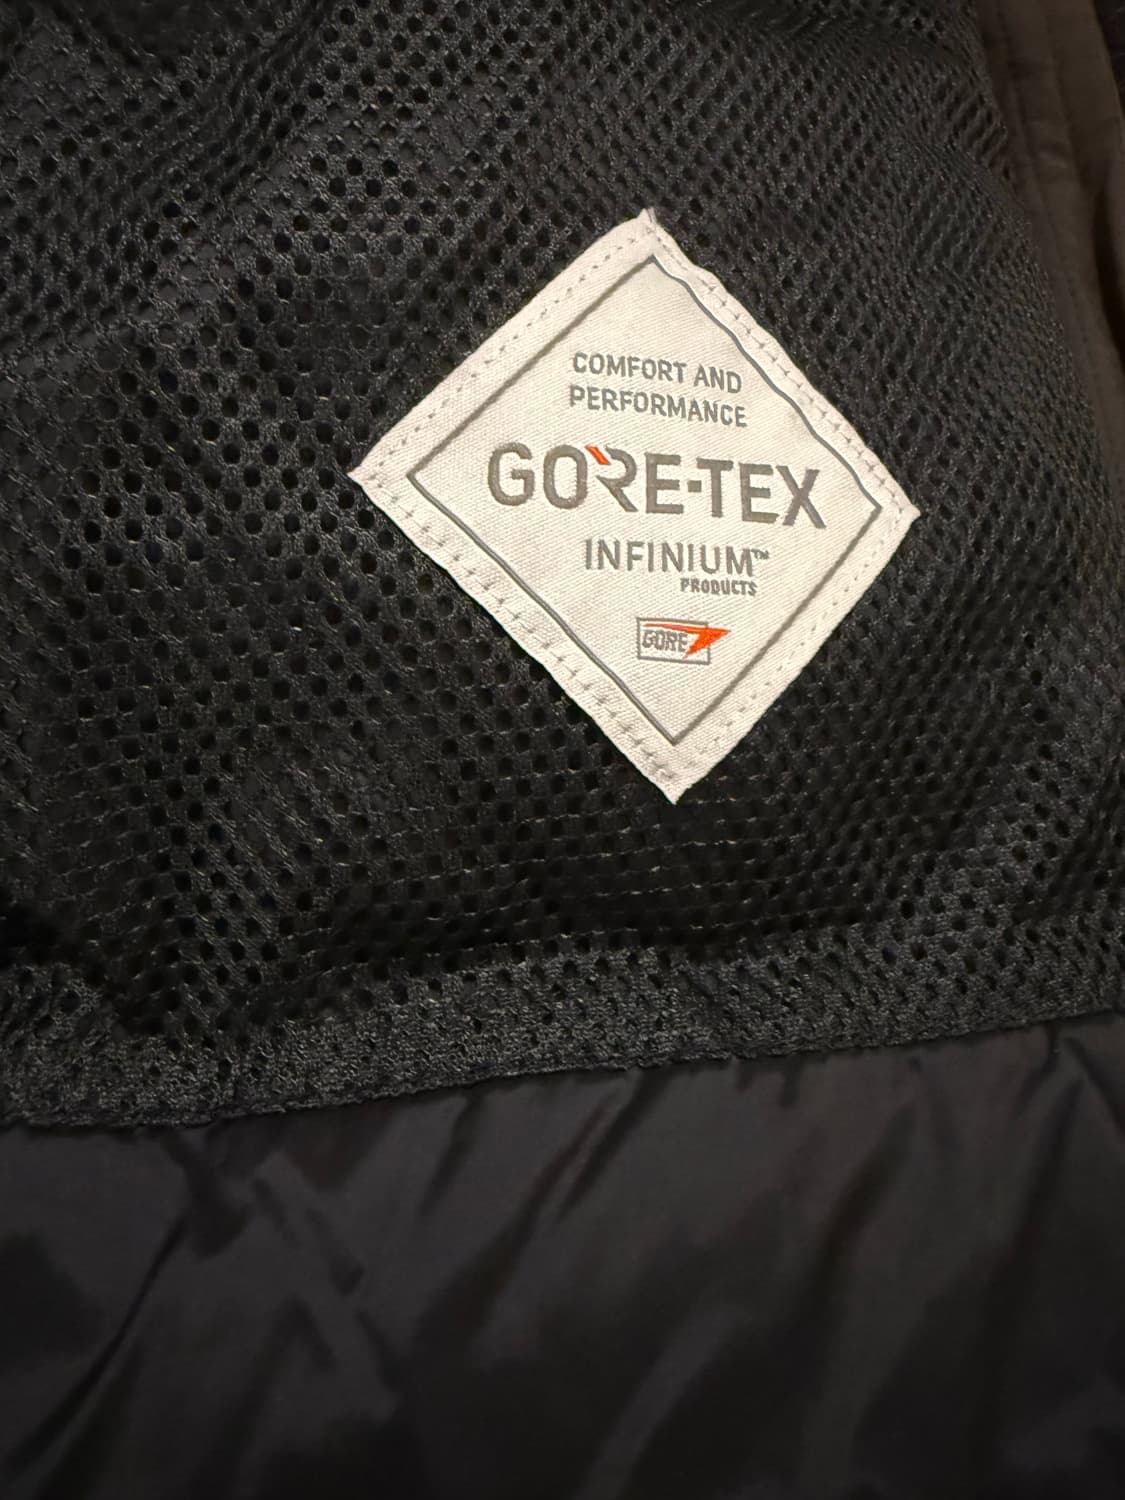 COMFORT AND
PERFORMANCE
GORE-TEX
INFINIUM™
PRODUCTS
GORE